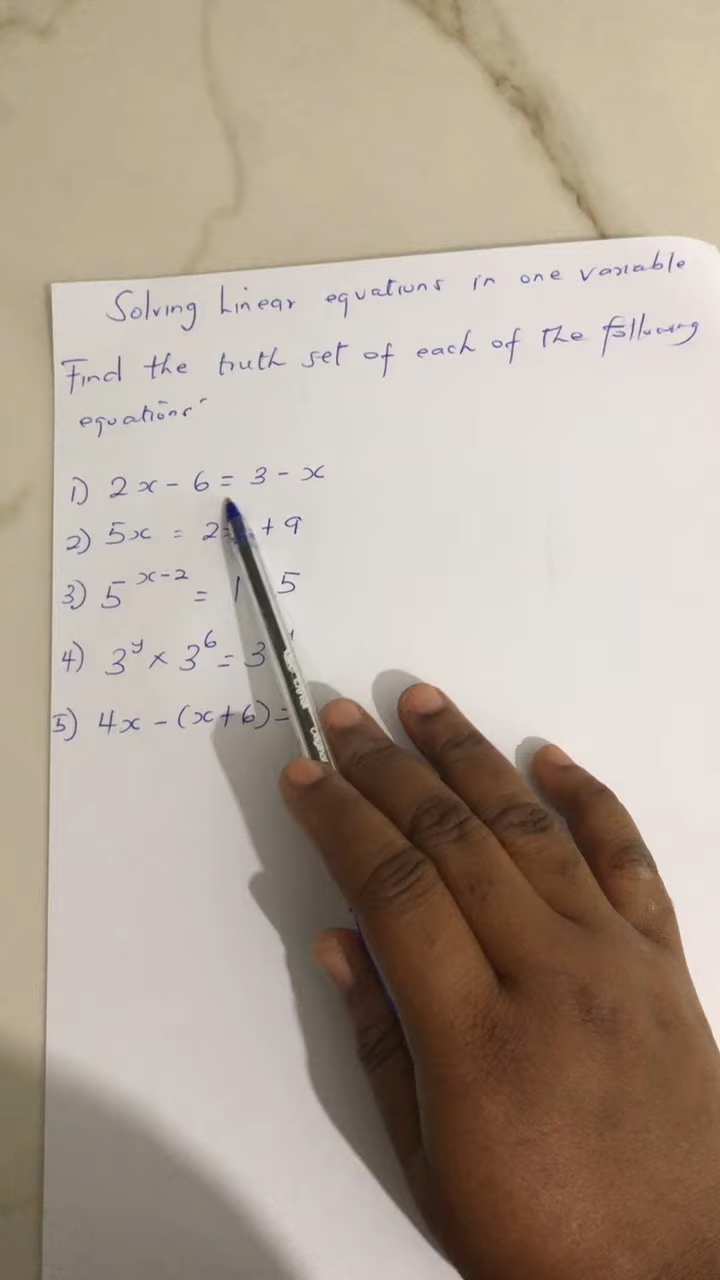 Solving Linear equations in one variable
Find the truth set of each of the following
equations
1) 2x - 6 = 3 - x
2) 5x = 2 + 9
3) 5^(x-2) = 1 5
4) 3^y × 3^6 = 3
5) 4x - (x+6) =